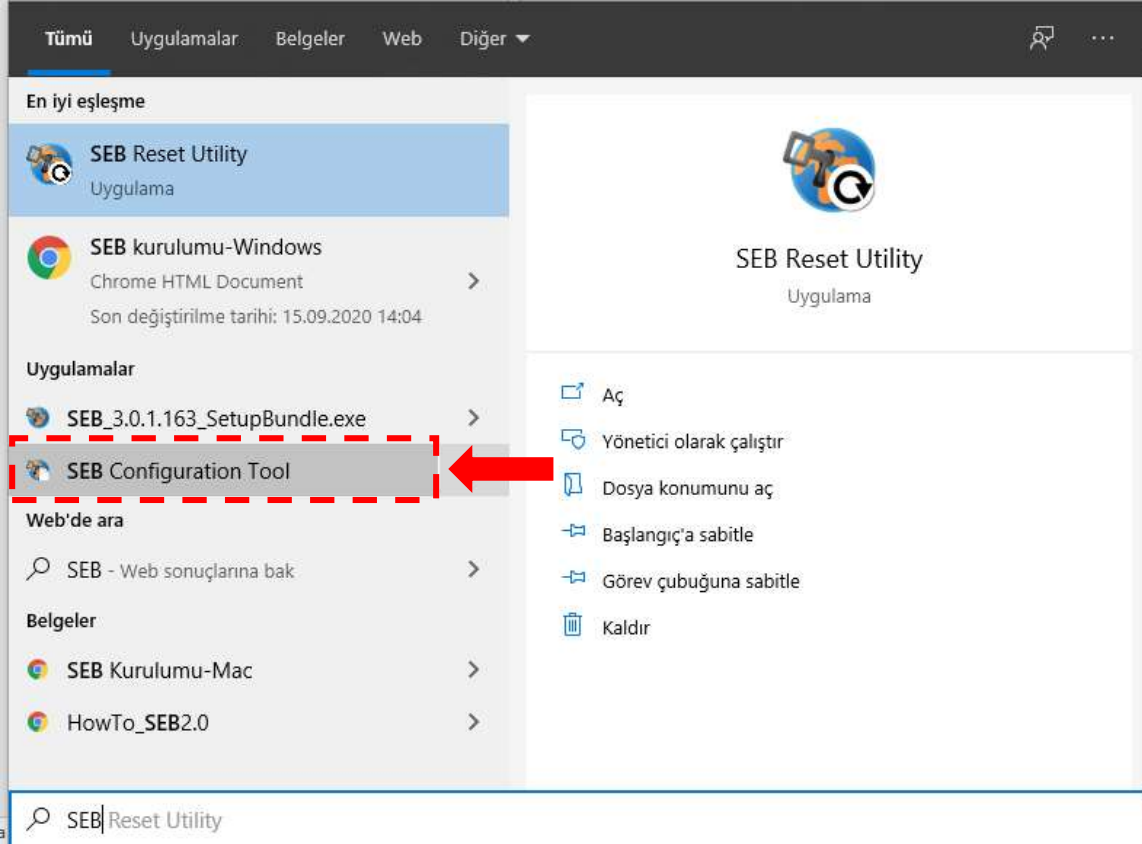 Tümü Uygulamalar Belgeler Web Diğer
En iyi eşleşme
SEB Reset Utility
Uygulama
SEB kurulumu-Windows
Chrome HTML Document
Son değiştirilme tarihi: 15.09.2020 14:04
Uygulamalar
SEB_3.0.1.163_SetupBundle.exe
SEB Configuration Tool
Web'de ara
SEB - Web sonuçlarına bak
Belgeler
SEB Kurulumu-Mac
HowTo_SEB2.0
SEB Reset Utility
Uygulama
Aç
Yönetici olarak çalıştır
Dosya konumunu aç
Başlangıç'a sabitle
Görev çubuğuna sabitle
Kaldır
SEB Reset Utility